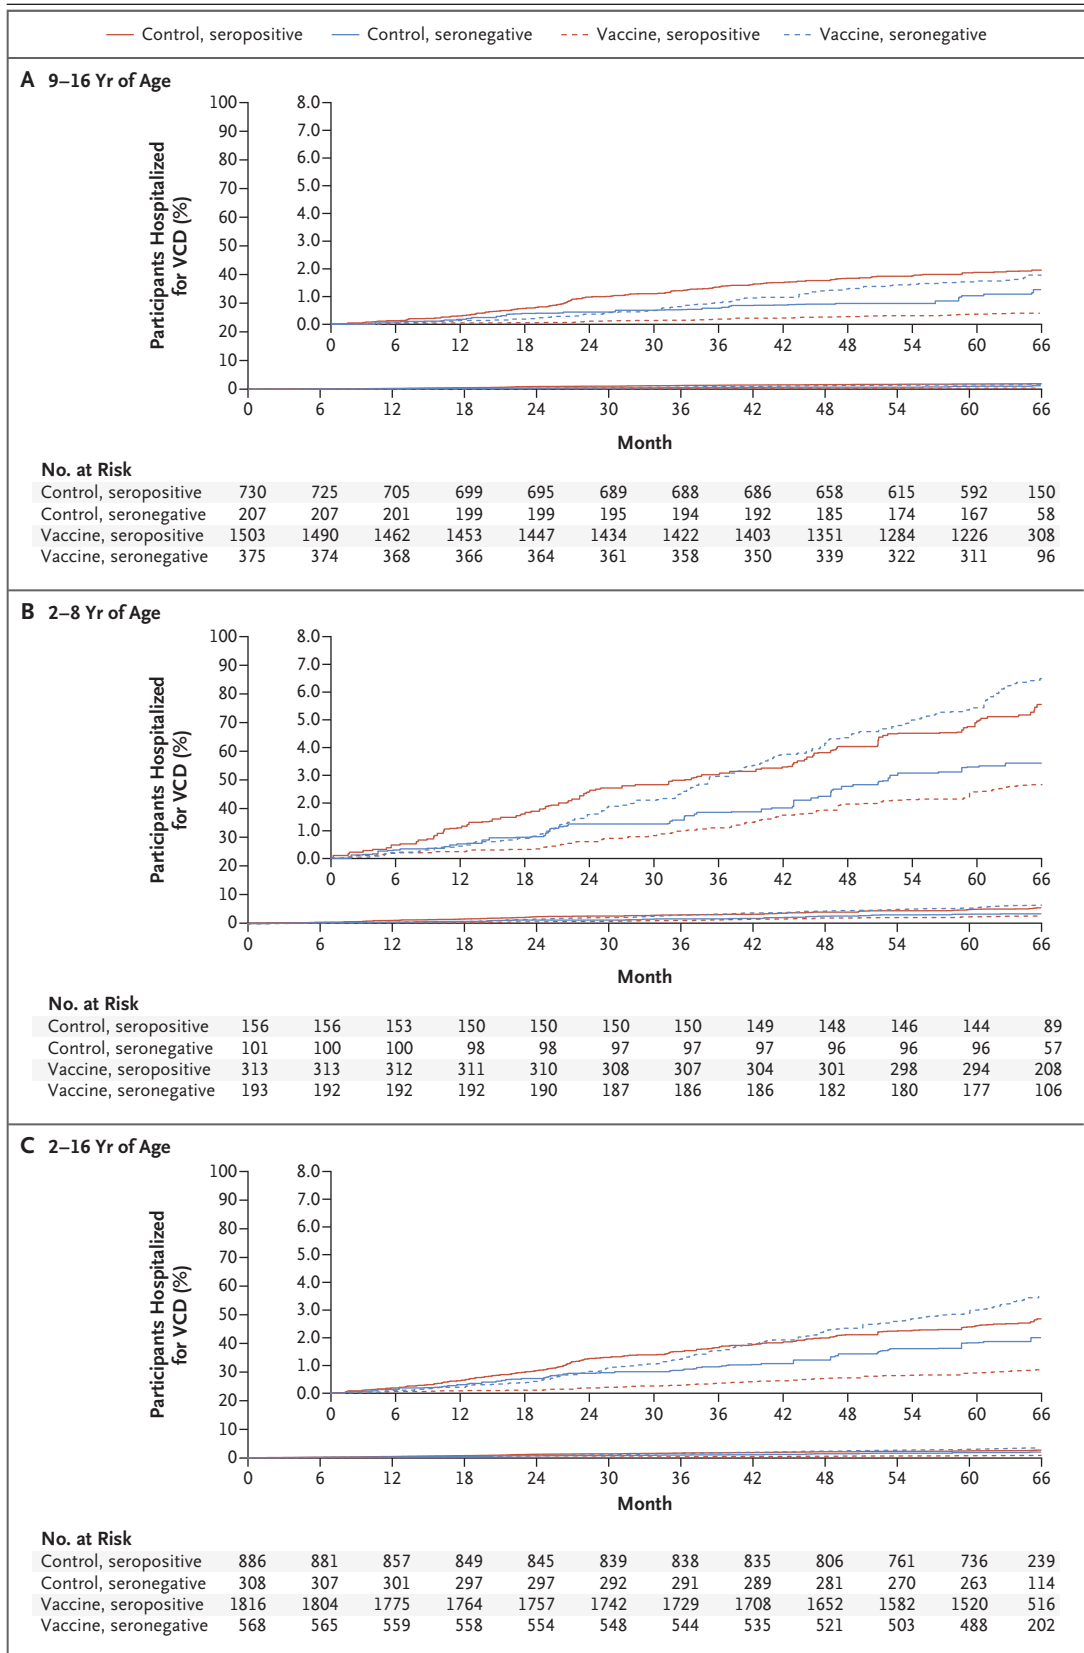 Control, seropositive Control, seronegative Vaccine, seropositive Vaccine, seronegative
A 9–16 Yr of Age
Participants Hospitalized
for VCD (%)
100
90
80
70
60
50
40
30
20
10
0
8.0
7.0
6.0
5.0
4.0
3.0
2.0
1.0
0.0
0 6 12 18 24 30 36 42 48 54 60 66
0 6 12 18 24 30 36 42 48 54 60 66
Month
No. at Risk
Control, seropositive 730 725 705 699 695 689 688 686 658 615 592 150
Control, seronegative 207 207 201 199 199 195 194 192 185 174 167 58
Vaccine, seropositive 1503 1490 1462 1453 1447 1434 1422 1403 1351 1284 1226 308
Vaccine, seronegative 375 374 368 366 364 361 358 350 339 322 311 96
B 2–8 Yr of Age
Participants Hospitalized
for VCD (%)
100
90
80
70
60
50
40
30
20
10
0
8.0
7.0
6.0
5.0
4.0
3.0
2.0
1.0
0.0
0 6 12 18 24 30 36 42 48 54 60 66
0 6 12 18 24 30 36 42 48 54 60 66
Month
No. at Risk
Control, seropositive 156 156 153 150 150 150 150 149 148 146 144 89
Control, seronegative 101 100 100 98 98 97 97 97 96 96 96 57
Vaccine, seropositive 313 313 312 311 310 308 307 304 301 298 294 208
Vaccine, seronegative 193 192 192 192 190 187 186 186 182 180 177 106
C 2–16 Yr of Age
Participants Hospitalized
for VCD (%)
100
90
80
70
60
50
40
30
20
10
0
8.0
7.0
6.0
5.0
4.0
3.0
2.0
1.0
0.0
0 6 12 18 24 30 36 42 48 54 60 66
0 6 12 18 24 30 36 42 48 54 60 66
Month
No. at Risk
Control, seropositive 886 881 857 849 845 839 838 835 806 761 736 239
Control, seronegative 308 307 301 297 297 292 291 289 281 270 263 114
Vaccine, seropositive 1816 1804 1775 1764 1757 1742 1729 1708 1652 1582 1520 516
Vaccine, seronegative 568 565 559 558 554 548 544 535 521 503 488 202